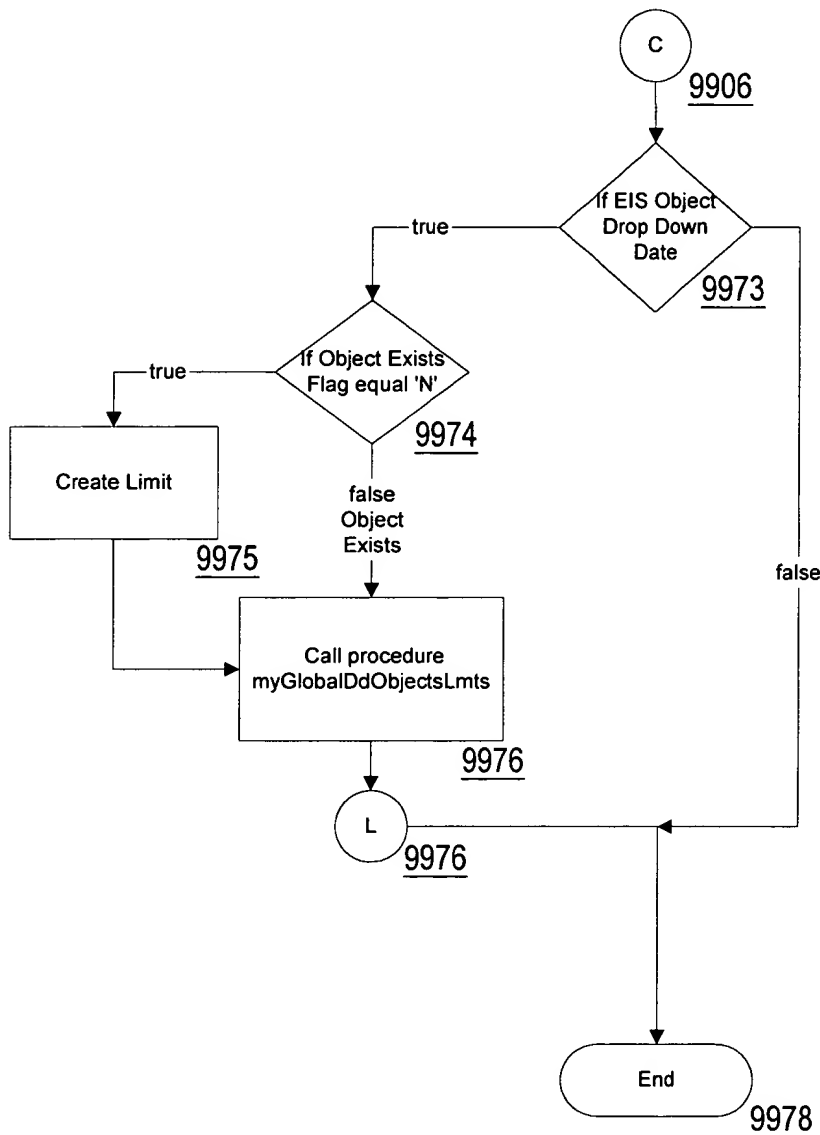 C
9906
If EIS Object
Drop Down
Date
9973
true
false
If Object Exists
Flag equal 'N'
9974
true
false
Object
Exists
Create Limit
9975
Call procedure
myGlobalDdObjectsLmts
9976
L
9976
End
9978